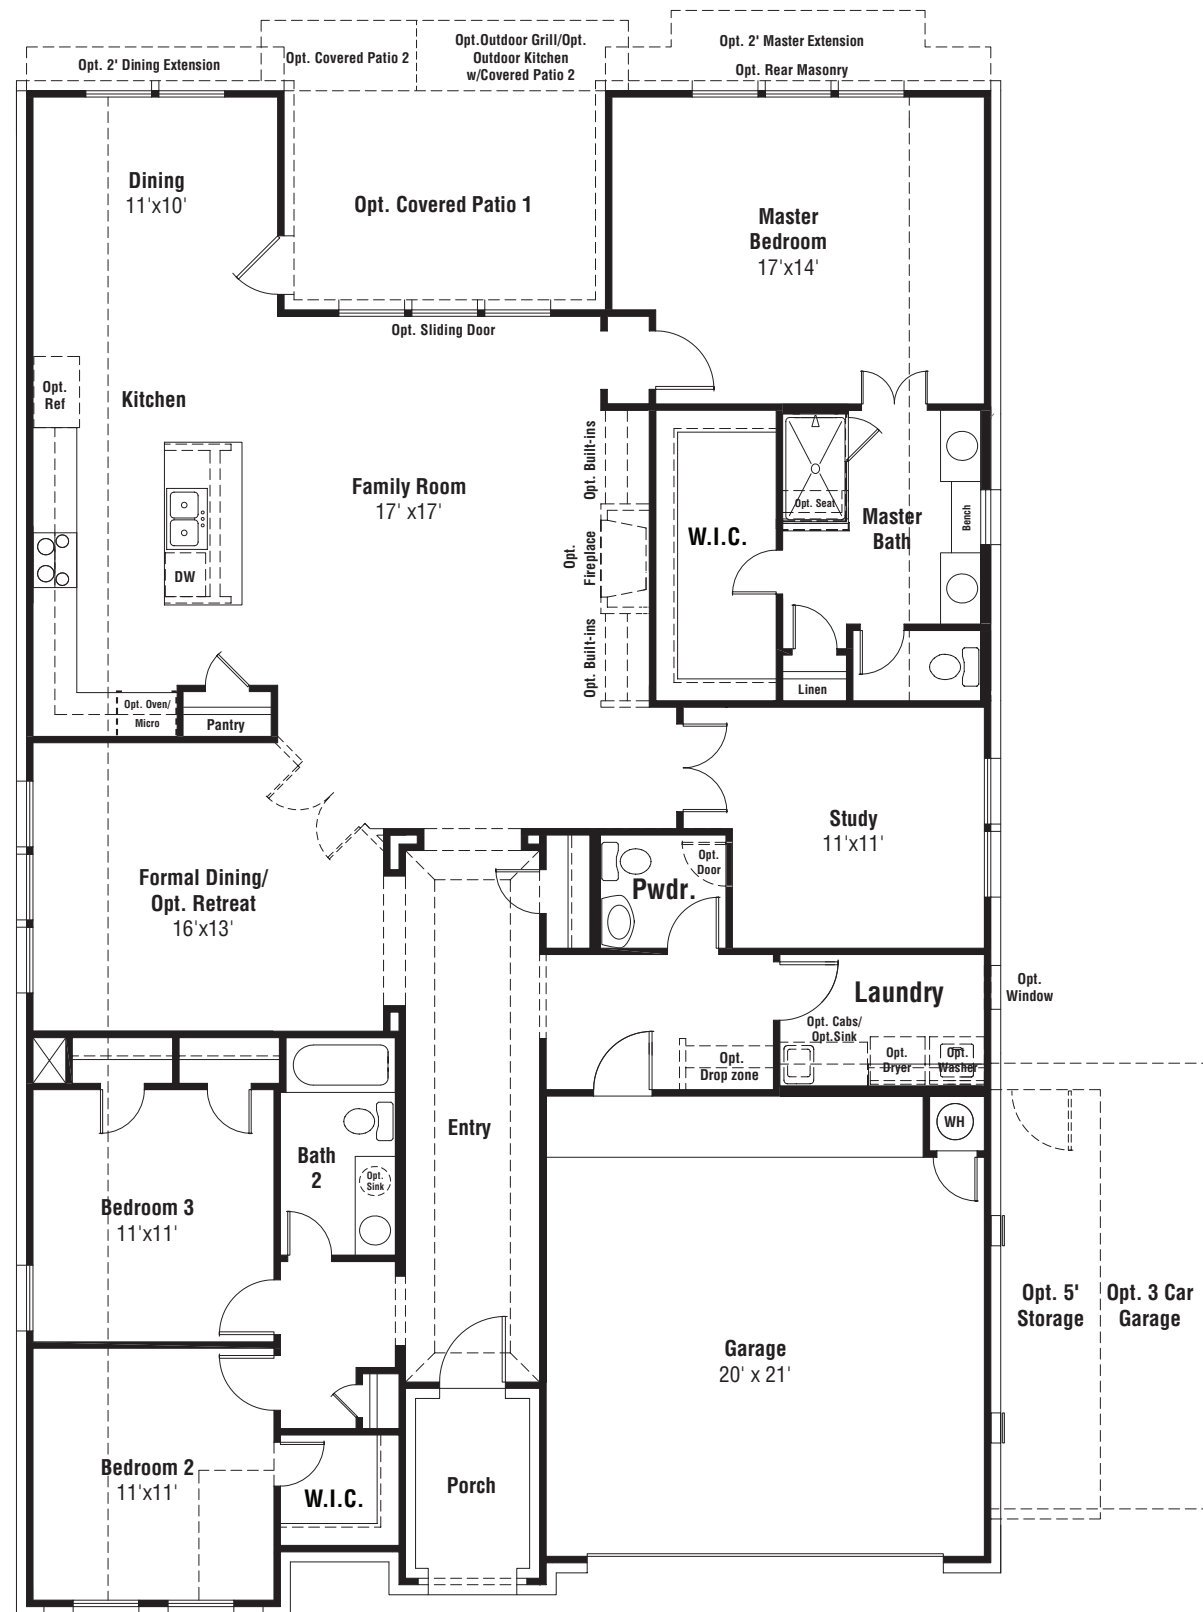 Opt. 2' Dining Extension
Opt. Covered Patio 2
Opt.Outdoor Grill/Opt.
Outdoor Kitchen
w/Covered Patio 2
Opt. 2' Master Extension
Opt. Rear Masonry
Dining
11'x10'
Opt. Covered Patio 1
Master
Bedroom
17'x14'
Opt. Sliding Door
Opt.
Ref
Kitchen
Family Room
17' x17'
DW
Opt. Built-ins
Opt.
Fireplace
Opt. Built-ins
W.I.C.
Opt. Seat
Master
Bath
Bench
Linen
Opt. Oven/
Micro
Pantry
Study
11'x11'
Opt.
Door
Pwdr.
Formal Dining/
Opt. Retreat
16'x13'
Laundry
Opt.
Window
Opt. Cabs/
Opt.Sink
Opt.
Dryer
Opt.
Washer
Opt.
Drop zone
WH
Entry
Bath
2
Opt.
Sink
Bedroom 3
11'x11'
Opt. 5'
Storage
Opt. 3 Car
Garage
Garage
20' x 21'
Bedroom 2
11'x11'
W.I.C.
Porch